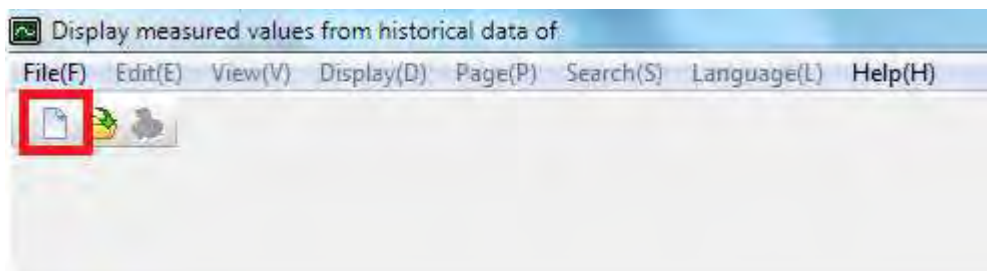 Display measured values from historical data of
File(F) Edit(E) View(V) Display(D) Page(P) Search(S) Language(L) Help(H)